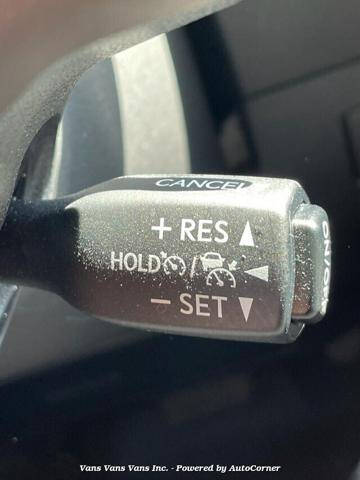 CANCEL
+ RES
HOLD /
− SET
ON/OFF
Vans Vans Vans Inc. - Powered by AutoCorner